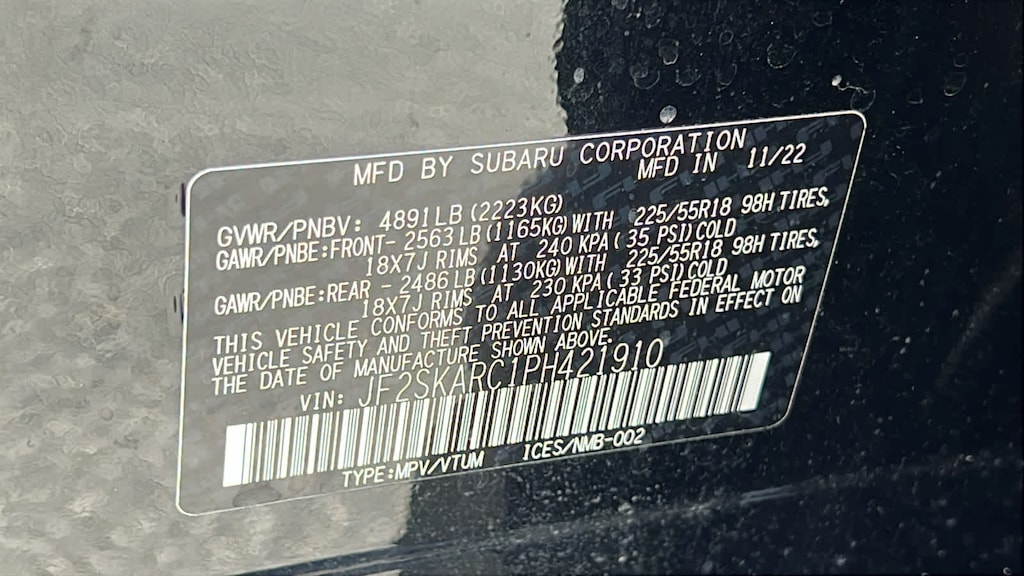 MFD BY SUBARU CORPORATION
MFD IN 11/22
GVWR/PNBV: 4891LB(2223KG)
GAWR/PNBE:FRONT- 2563LB(1165KG)WITH 225/55R18 98H TIRES,
18X7J RIMS AT 240 KPA( 35 PSI)COLD
GAWR/PNBE:REAR - 2486LB(1130KG)WITH 225/55R18 98H TIRES,
18X7J RIMS AT 230 KPA( 33 PSI)COLD
THIS VEHICLE CONFORMS TO ALL APPLICABLE FEDERAL MOTOR
VEHICLE SAFETY AND THEFT PREVENTION STANDARDS IN EFFECT ON
THE DATE OF MANUFACTURE SHOWN ABOVE.
VIN: JF2SKARC1PH421910
TYPE:MPV/VTUM ICES/NMB-002